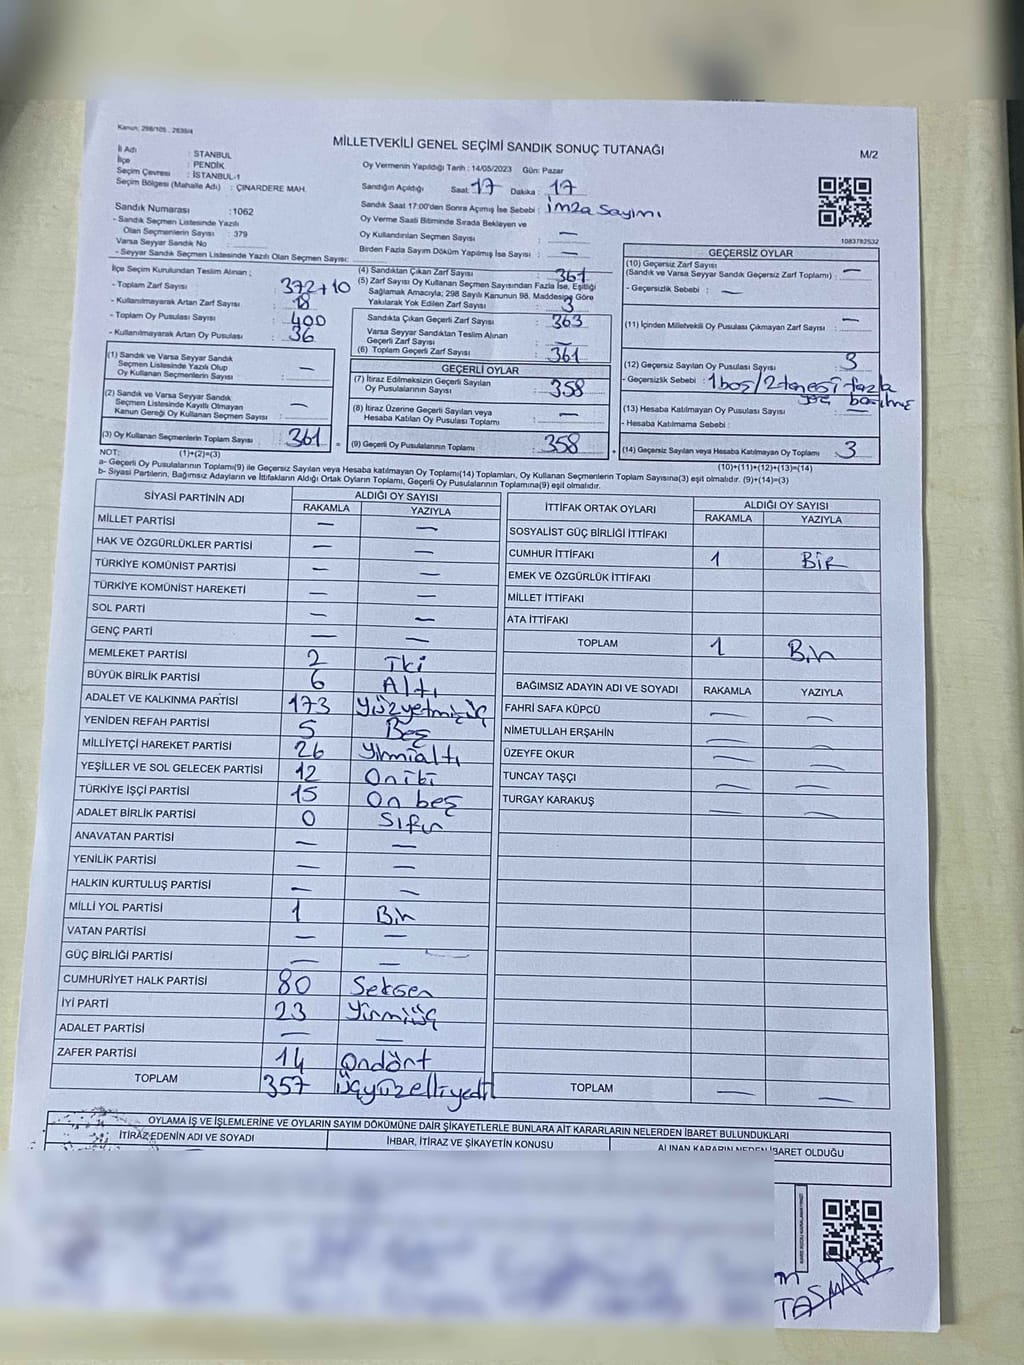 Kanun: 298/105 , 2839/4
MİLLETVEKİLİ GENEL SEÇİMİ SANDIK SONUÇ TUTANAĞI
M/2
İl Adı : STANBUL
İlçe : PENDİK
Seçim Çevresi : İSTANBUL-1
Seçim Bölgesi (Mahalle Adı) : ÇINARDERE MAH.
Sandık Numarası : 1062
- Sandık Seçmen Listesinde Yazılı
Olan Seçmenlerin Sayısı : 379
Varsa Seyyar Sandık No :
- Seyyar Sandık Seçmen Listesinde Yazılı Olan Seçmen Sayısı:
Oy Vermenin Yapıldığı Tarih : 14/05/2023 Gün: Pazar
Sandığın Açıldığı Saat: 17 Dakika : 17
Sandık Saat 17:00'den Sonra Açımış İse Sebebi : İmza Sayımı
Oy Verme Saati Bitiminde Sırada Bekleyen ve
Oy Kullandırılan Seçmen Sayısı : —
Birden Fazla Sayım Döküm Yapılmış İse Sayısı : —
1083782532
İlçe Seçim Kurulundan Teslim Alınan ;
- Toplam Zarf Sayısı : 372+10
- Kullanılmayarak Artan Zarf Sayısı : 18
- Toplam Oy Pusulası Sayısı : 400
- Kullanılmayarak Artan Oy Pusulası : 36
(1) Sandık ve Varsa Seyyar Sandık
Seçmen Listesinde Yazılı Olup
Oy Kullanan Seçmenlerin Sayısı : —
(2) Sandık ve Varsa Seyyar Sandık
Seçmen Listesinde Kayıtlı Olmayan
Kanun Gereği Oy Kullanan Seçmen Sayısı : —
(3) Oy Kullanan Seçmenlerin Toplam Sayısı : 361
(1)+(2)=(3)
(4) Sandıktan Çıkan Zarf Sayısı : 361
(5) Zarf Sayısı Oy Kullanan Seçmen Sayısından Fazla İse, Eşitliği
Sağlamak Amacıyla; 298 Sayılı Kanunun 98. Maddesine Göre
Yakılarak Yok Edilen Zarf Sayısı : 3
Sandıkta Çıkan Geçerli Zarf Sayısı : 363
Varsa Seyyar Sandıktan Teslim Alınan
Geçerli Zarf Sayısı : —
(6) Toplam Geçerli Zarf Sayısı : 361
GEÇERLİ OYLAR
(7) İtiraz Edilmeksizin Geçerli Sayılan
Oy Pusulalarının Sayısı : 358
(8) İtiraz Üzerine Geçerli Sayılan veya
Hesaba Katılan Oy Pusulası Toplamı : —
= (9) Geçerli Oy Pusulalarının Toplamı : 358
GEÇERSİZ OYLAR
(10) Geçersiz Zarf Sayısı
(Sandık ve Varsa Seyyar Sandık Geçersiz Zarf Toplamı) : —
- Geçersizlik Sebebi : —
(11) İçinden Milletvekili Oy Pusulası Çıkmayan Zarf Sayısı : —
(12) Geçersiz Sayılan Oy Pusulası Sayısı : 3
- Geçersizlik Sebebi : 1 boş/2 tanesi fazla
(13) Hesaba Katılmayan Oy Pusulası Sayısı : —
- Hesaba Katılmama Sebebi :
+ (14) Geçersiz Sayılan veya Hesaba Katılmayan Oy Toplamı : 3
(10)+(11)+(12)+(13)=(14)
NOT:
a- Geçerli Oy Pusulalarının Toplamı(9) ile Geçersiz Sayılan veya Hesaba katılmayan Oy Toplamı(14) Toplamları, Oy Kullanan Seçmenlerin Toplam Sayısına(3) eşit olmalıdır. (9)+(14)=(3)
b- Siyasi Partilerin, Bağımsız Adayların ve İttifakların Aldığı Ortak Oyların Toplamı, Geçerli Oy Pusulalarının Toplamına(9) eşit olmalıdır.
SİYASİ PARTİNİN ADI ALDIĞI OY SAYISI
RAKAMLA YAZIYLA
MİLLET PARTİSİ — —
HAK VE ÖZGÜRLÜKLER PARTİSİ — —
TÜRKİYE KOMÜNİST PARTİSİ — —
TÜRKİYE KOMÜNİST HAREKETİ — —
SOL PARTİ — —
GENÇ PARTİ — —
MEMLEKET PARTİSİ 2 İki
BÜYÜK BİRLİK PARTİSİ 6 Altı
ADALET VE KALKINMA PARTİSİ 173 Yüzyetmişüç
YENİDEN REFAH PARTİSİ 5 Beş
MİLLİYETÇİ HAREKET PARTİSİ 26 Yirmialtı
YEŞİLLER VE SOL GELECEK PARTİSİ 12 Oniki
TÜRKİYE İŞÇİ PARTİSİ 15 On beş
ADALET BİRLİK PARTİSİ 0 Sıfır
ANAVATAN PARTİSİ — —
YENİLİK PARTİSİ — —
HALKIN KURTULUŞ PARTİSİ — —
MİLLİ YOL PARTİSİ 1 Bir
VATAN PARTİSİ — —
GÜÇ BİRLİĞİ PARTİSİ — —
CUMHURİYET HALK PARTİSİ 80 Seksen
İYİ PARTİ 23 Yirmiüç
ADALET PARTİSİ — —
ZAFER PARTİSİ 14 Ondört
TOPLAM 357 Üçyüzelliyedi
İTTİFAK ORTAK OYLARI ALDIĞI OY SAYISI
RAKAMLA YAZIYLA
SOSYALİST GÜÇ BİRLİĞİ İTTİFAKI
CUMHUR İTTİFAKI 1 BİR
EMEK VE ÖZGÜRLÜK İTTİFAKI
MİLLET İTTİFAKI
ATA İTTİFAKI
TOPLAM 1 Bir
BAĞIMSIZ ADAYIN ADI VE SOYADI RAKAMLA YAZIYLA
FAHRİ SAFA KÜPCÜ — —
NİMETULLAH ERŞAHİN — —
ÜZEYFE OKUR — —
TUNCAY TAŞÇI — —
TURGAY KARAKUŞ — —
TOPLAM — —
OYLAMA İŞ VE İŞLEMLERİNE VE OYLARIN SAYIM DÖKÜMÜNE DAİR ŞİKAYETLERLE BUNLARA AİT KARARLARIN NELERDEN İBARET BULUNDUKLARI
İTİRAZ EDENİN ADI VE SOYADI İHBAR, İTİRAZ VE ŞİKAYETİN KONUSU ALINAN KARARIN NEDEN İBARET OLDUĞU